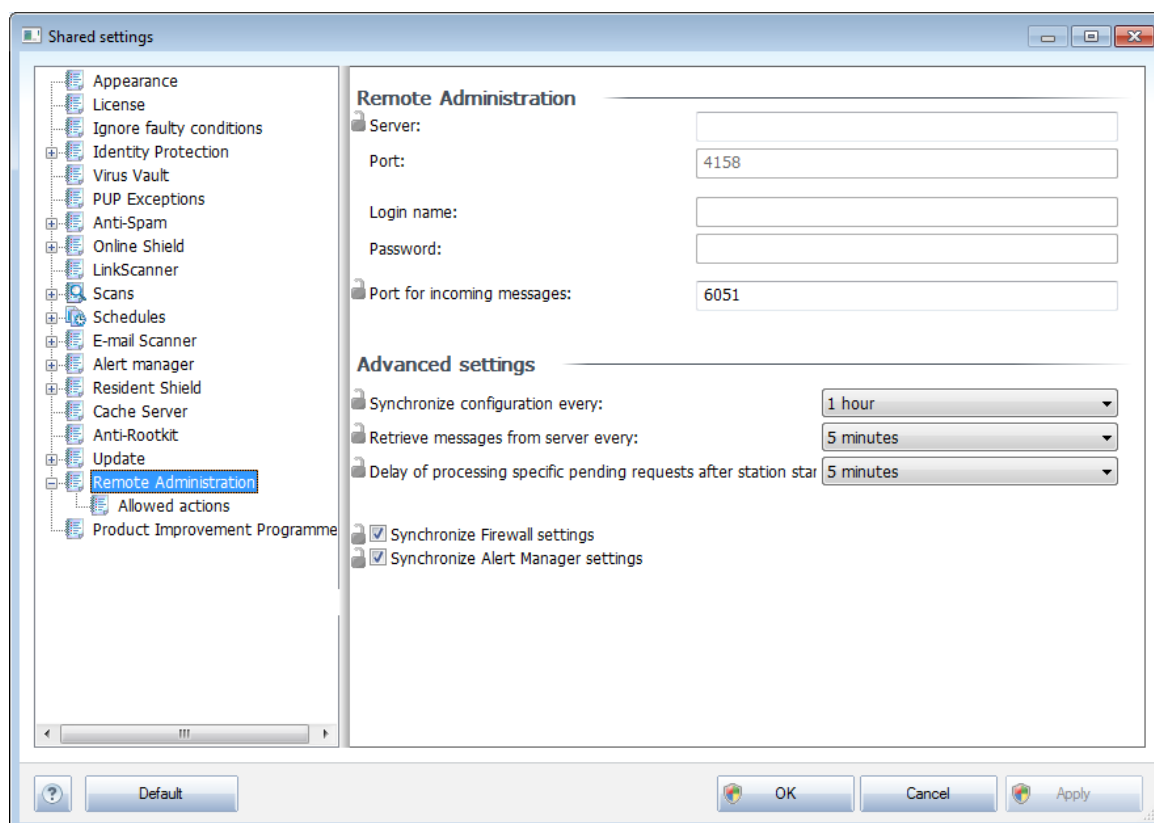 Shared settings
Appearance
License
Ignore faulty conditions
Identity Protection
Virus Vault
PUP Exceptions
Anti-Spam
Online Shield
LinkScanner
Scans
Schedules
E-mail Scanner
Alert manager
Resident Shield
Cache Server
Anti-Rootkit
Update
Remote Administration
Allowed actions
Product Improvement Programme
Remote Administration
Server:
Port: 4158
Login name:
Password:
Port for incoming messages: 6051
Advanced settings
Synchronize configuration every: 1 hour
Retrieve messages from server every: 5 minutes
Delay of processing specific pending requests after station star 5 minutes
Synchronize Firewall settings
Synchronize Alert Manager settings
Default OK Cancel Apply